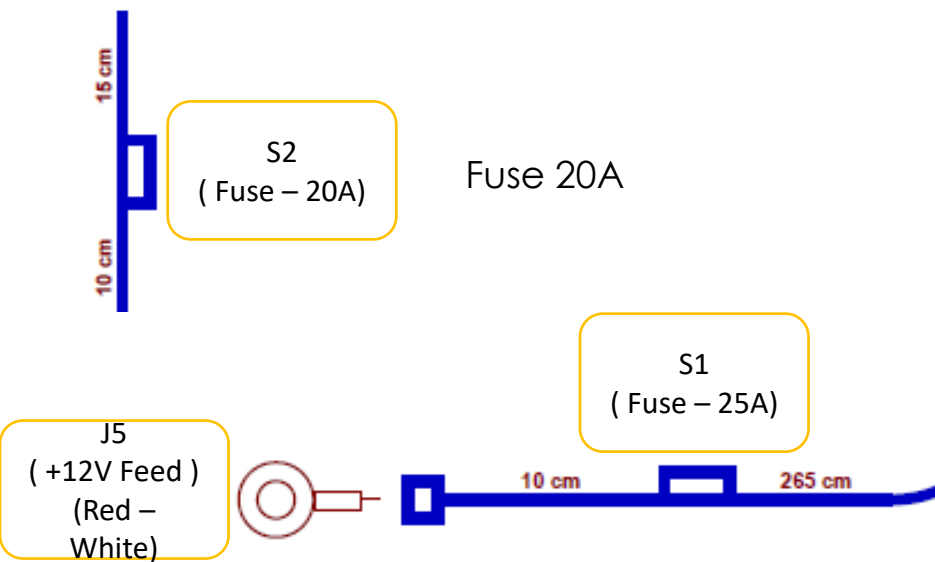 15 cm
S2
( Fuse – 20A)
Fuse 20A
10 cm
S1
( Fuse – 25A)
J5
( +12V Feed )
(Red –
White)
10 cm
265 cm